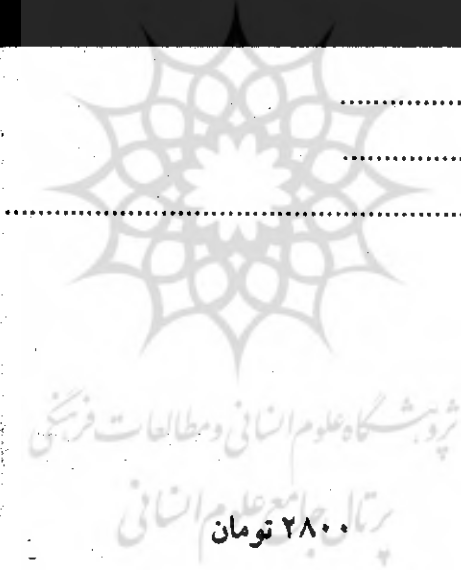 پژوهشگاه علوم انسانی و مطالعات فرهنگی
پرتال جامع علوم انسانی
۲۸۰۰ تومان